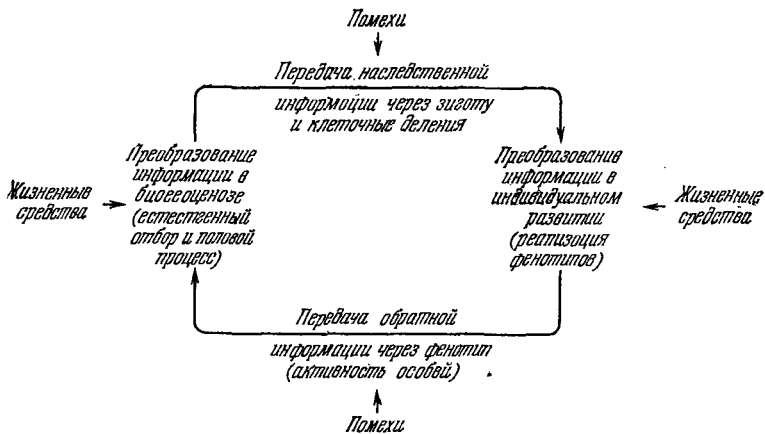 Помехи
Передача наследственной
информации через зиготу
и клеточные деления
Преобразование
информации в
биогеоценозе
(естественный
отбор и половой
процесс)
Преобразование
информации в
индивидуальном
развитии
(реализация
фенотипов)
Жизненные
средства
Жизненные
средства
Передача обратной
информации через фенотип
(активность особей)
Помехи